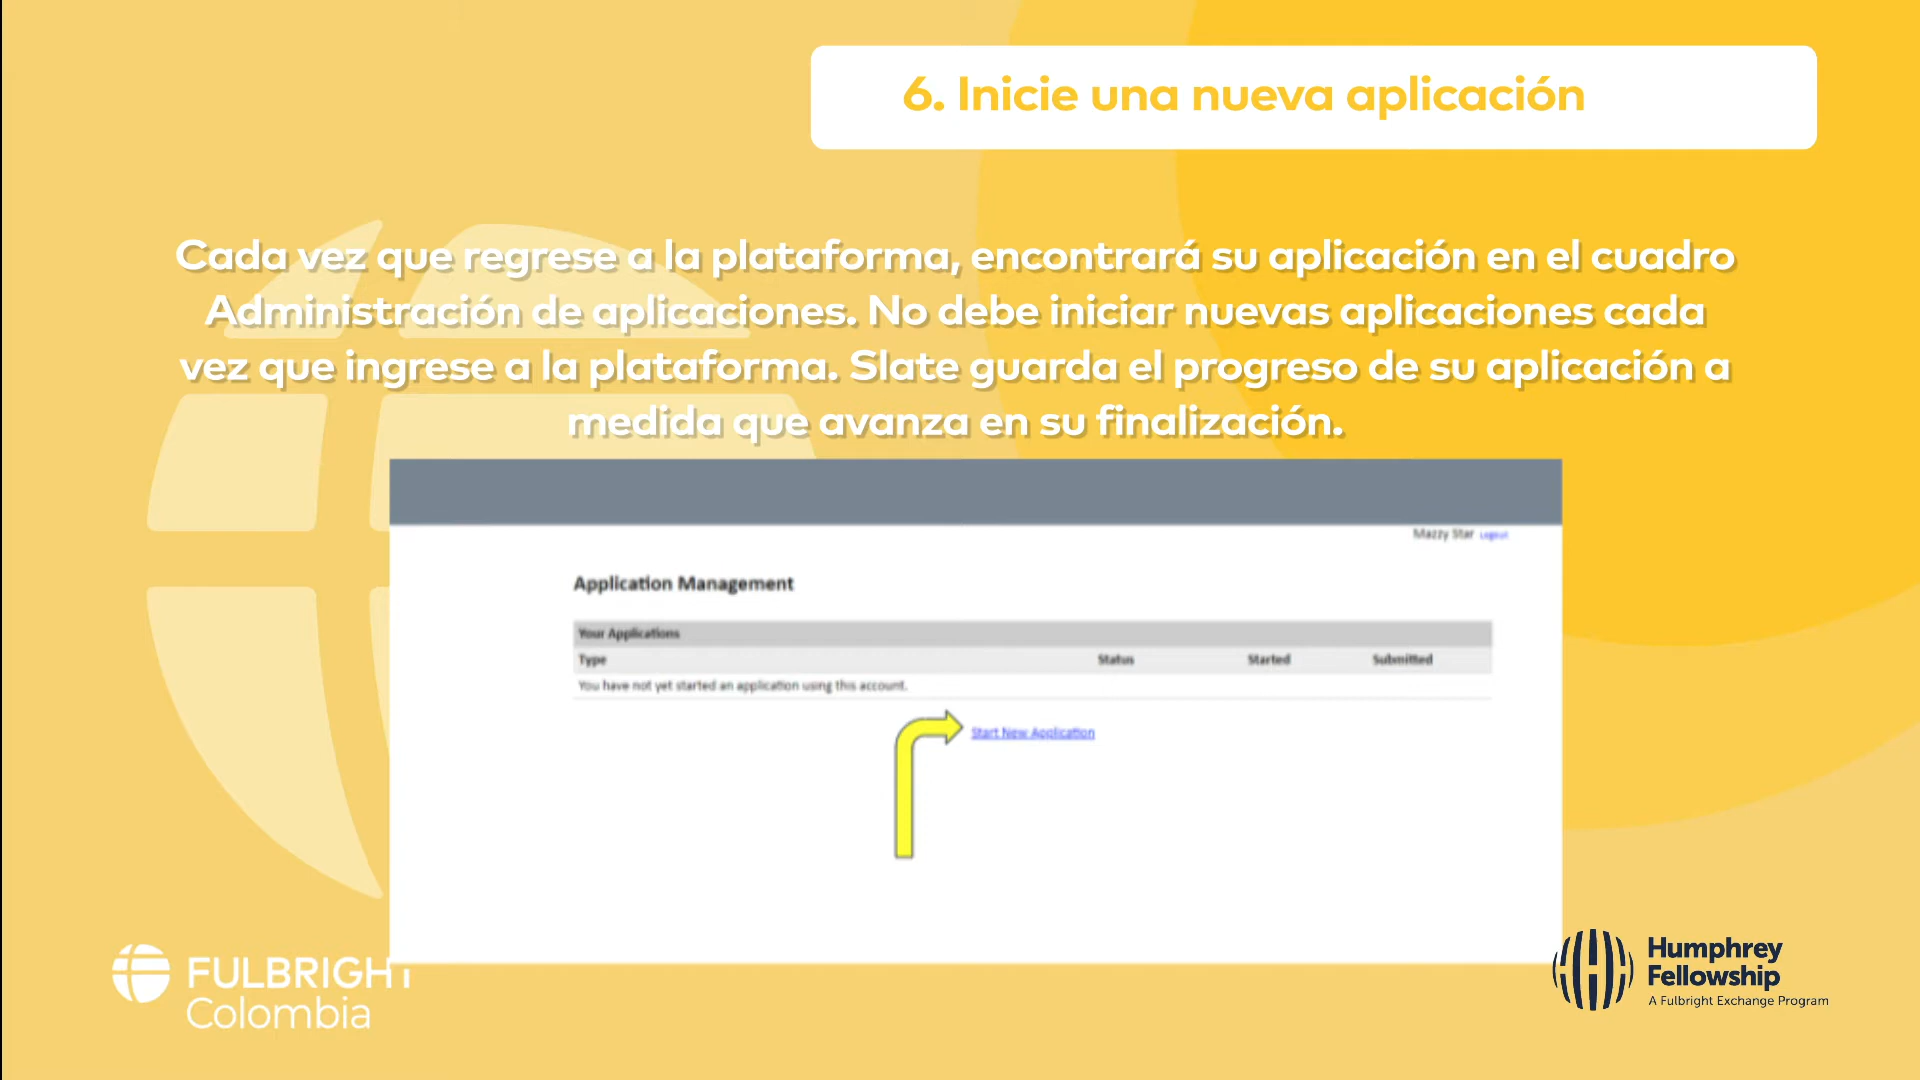 6. Inicie una nueva aplicación
Cada vez que regrese a la plataforma, encontrará su aplicación en el cuadro
Administración de aplicaciones. No debe iniciar nuevas aplicaciones cada
vez que ingrese a la plataforma. Slate guarda el progreso de su aplicación a
medida que avanza en su finalización.
Mazzy Star Logout
Application Management
Your Applications
Type Status Started Submitted
You have not yet started an application using this account.
Start New Application
FULBRIGHT
Colombia
Humphrey
Fellowship
A Fulbright Exchange Program